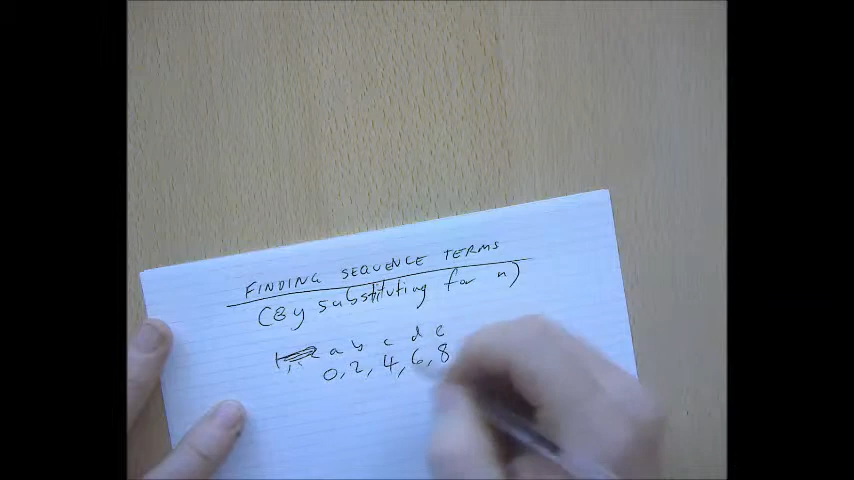 FINDING SEQUENCE TERMS
(By substituting for n)
a b c d e
0, 2, 4, 6, 8